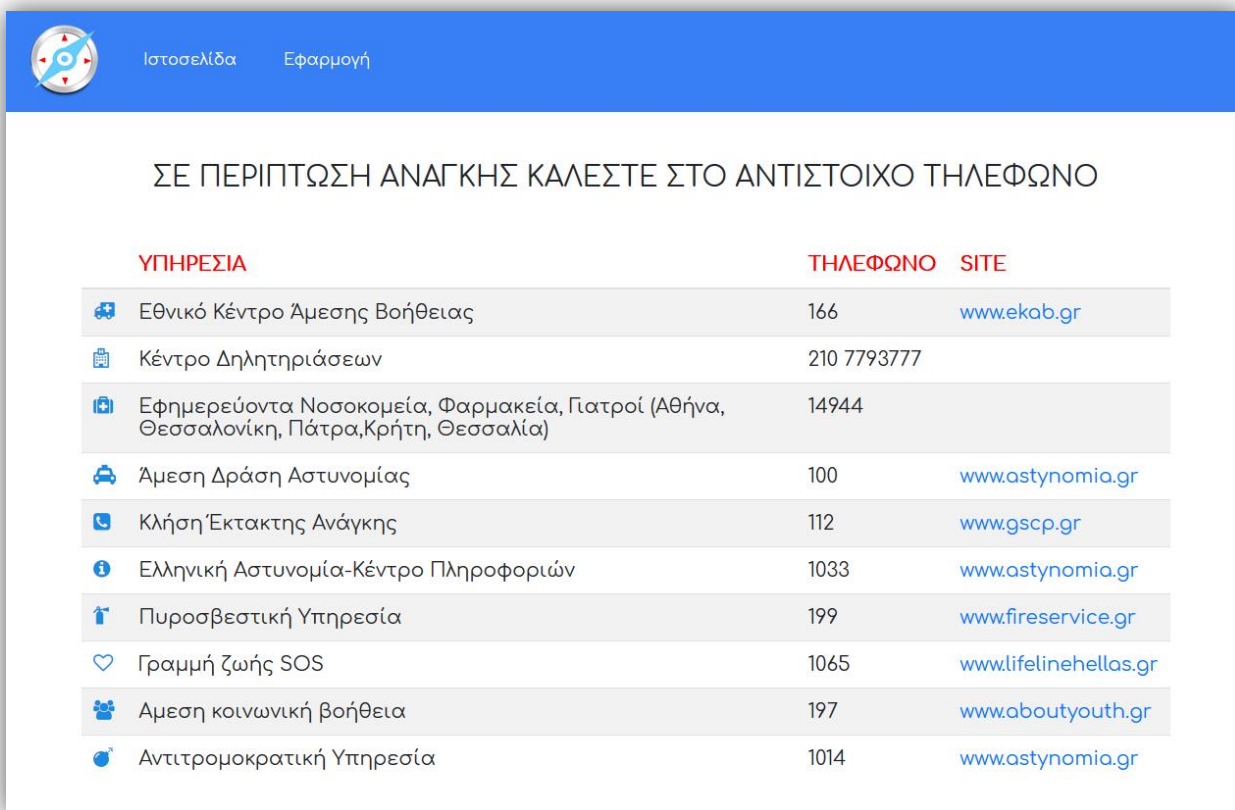 Ιστοσελίδα Εφαρμογή
ΣΕ ΠΕΡΙΠΤΩΣΗ ΑΝΑΓΚΗΣ ΚΑΛΕΣΤΕ ΣΤΟ ΑΝΤΙΣΤΟΙΧΟ ΤΗΛΕΦΩΝΟ
ΥΠΗΡΕΣΙΑ ΤΗΛΕΦΩΝΟ SITE
Εθνικό Κέντρο Άμεσης Βοήθειας 166 www.ekab.gr
Κέντρο Δηλητηριάσεων 210 7793777
Εφημερεύοντα Νοσοκομεία, Φαρμακεία, Γιατροί (Αθήνα, 14944
Θεσσαλονίκη, Πάτρα,Κρήτη, Θεσσαλία)
Άμεση Δράση Αστυνομίας 100 www.astynomia.gr
Κλήση Έκτακτης Ανάγκης 112 www.gscp.gr
Ελληνική Αστυνομία-Κέντρο Πληροφοριών 1033 www.astynomia.gr
Πυροσβεστική Υπηρεσία 199 www.fireservice.gr
Γραμμή ζωής SOS 1065 www.lifelinehellas.gr
Αμεση κοινωνική βοήθεια 197 www.aboutyouth.gr
Αντιτρομοκρατική Υπηρεσία 1014 www.astynomia.gr